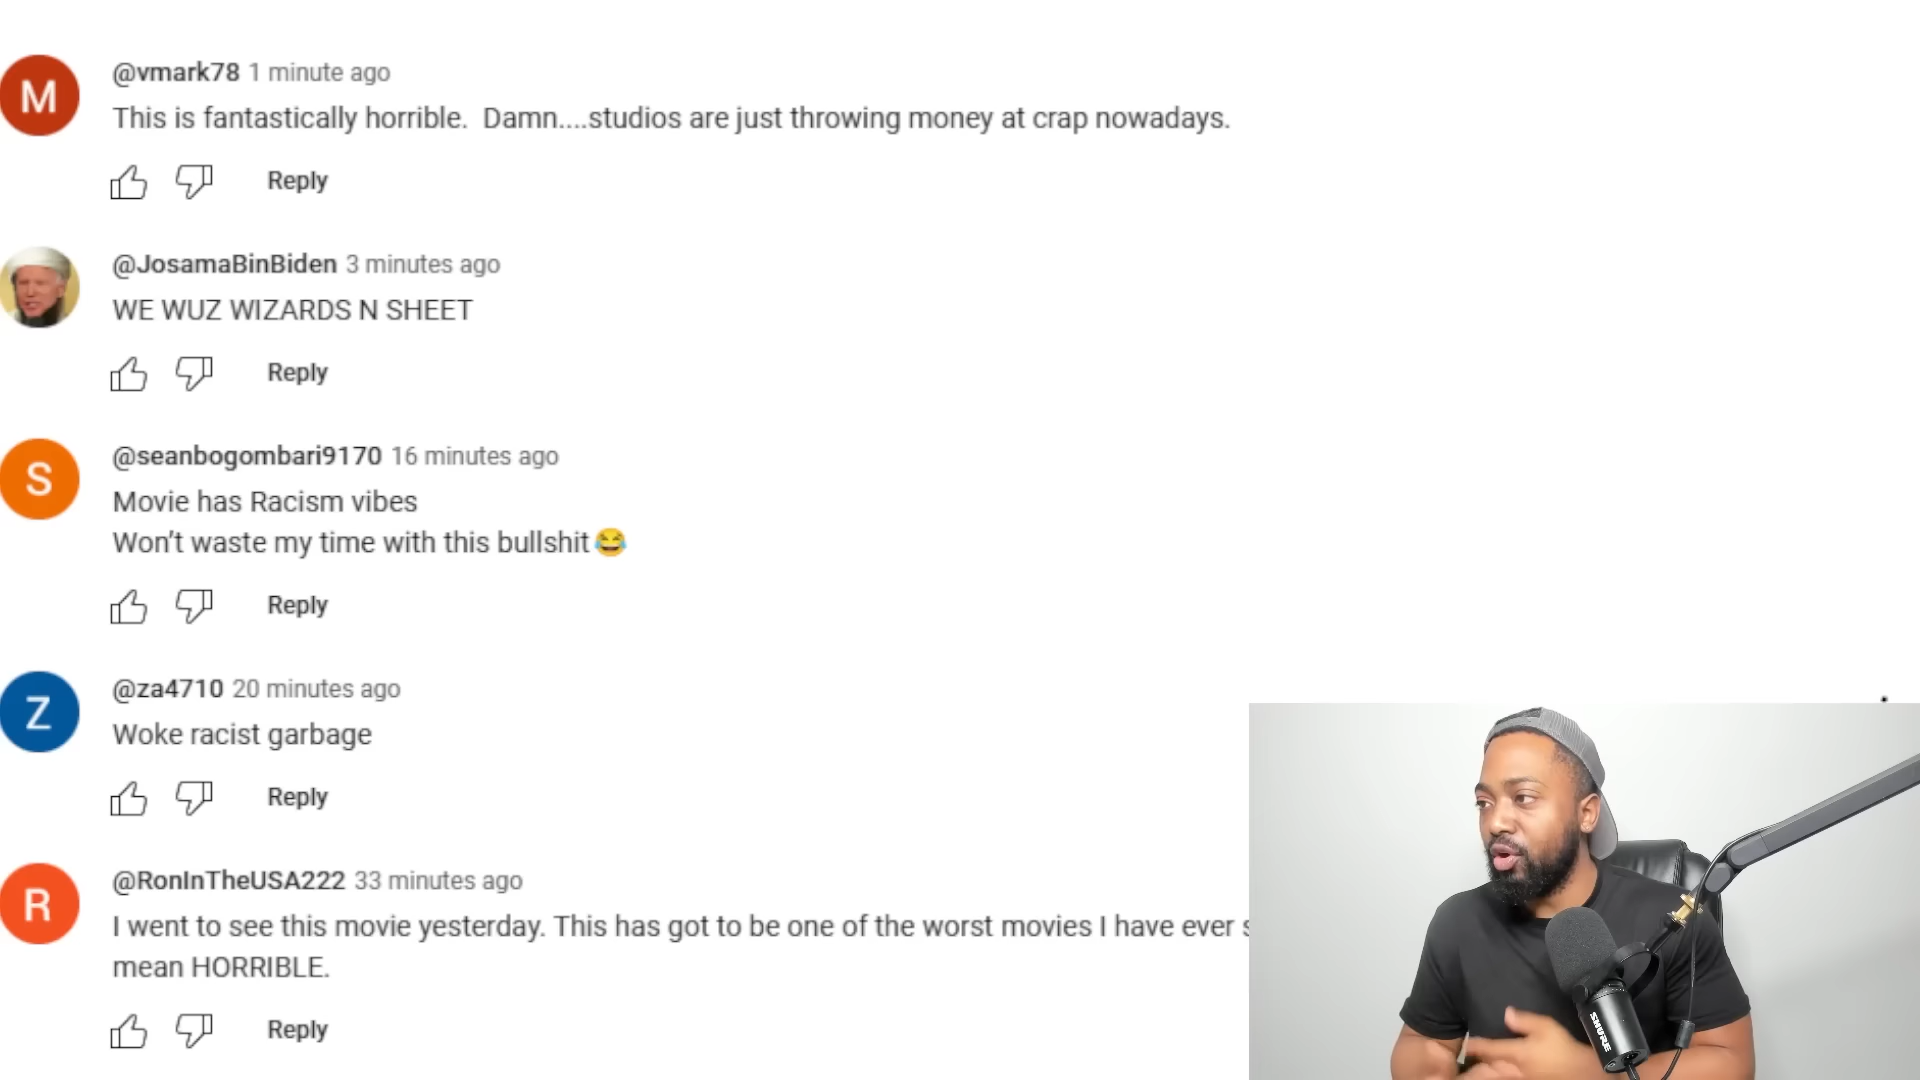 M
@vmark78 1 minute ago
This is fantastically horrible.  Damn....studios are just throwing money at crap nowadays.
Reply
@JosamaBinBiden 3 minutes ago
WE WUZ WIZARDS N SHEET
Reply
S
@seanbogombari9170 16 minutes ago
Movie has Racism vibes
Won't waste my time with this bullshit😂
Reply
Z
@za4710 20 minutes ago
Woke racist garbage
Reply
R
@RonInTheUSA222 33 minutes ago
I went to see this movie yesterday. This has got to be one of the worst movies I have ever
mean HORRIBLE.
Reply
SHURE